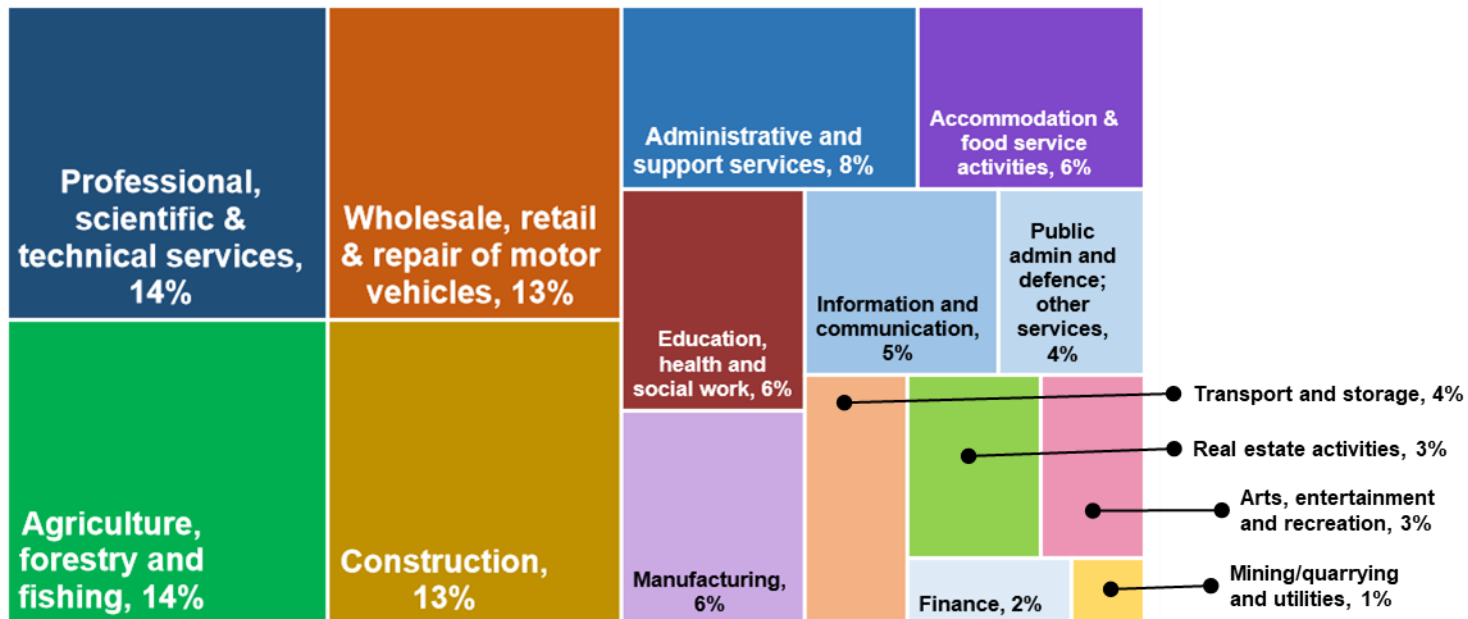 Professional,
scientific &
technical services,
14%
Wholesale, retail
& repair of motor
vehicles, 13%
Administrative and
support services, 8%
Accommodation &
food service
activities, 6%
Agriculture,
forestry and
fishing, 14%
Construction,
13%
Education,
health and
social work, 6%
Information and
communication,
5%
Public
admin and
defence;
other
services,
4%
Manufacturing,
6%
Transport and storage, 4%
Real estate activities, 3%
Arts, entertainment
and recreation, 3%
Finance, 2%
Mining/quarrying
and utilities, 1%